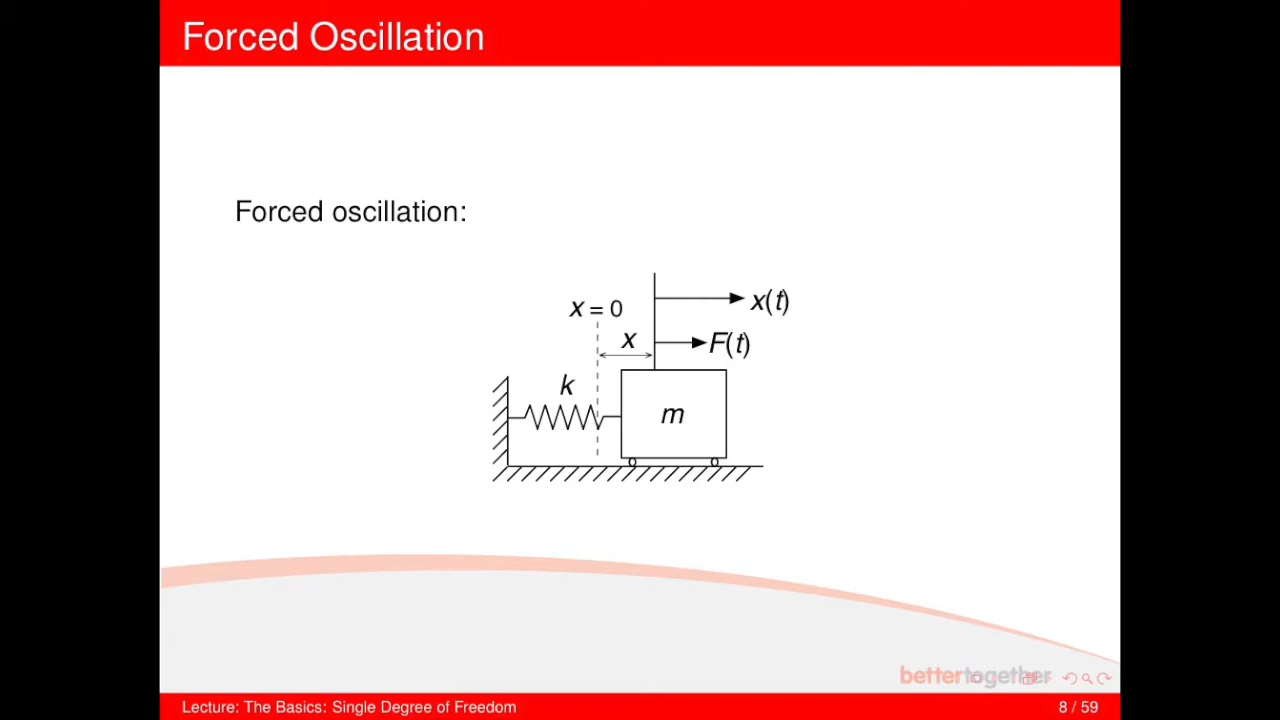 Forced Oscillation
Forced oscillation:
x = 0
x(t)
x
F(t)
k
m
bettertogether
Lecture: The Basics: Single Degree of Freedom
8 / 59